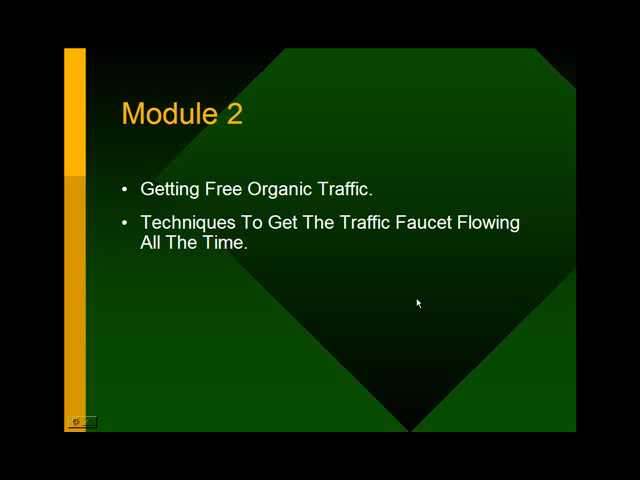 Module 2
• Getting Free Organic Traffic.
• Techniques To Get The Traffic Faucet Flowing
All The Time.